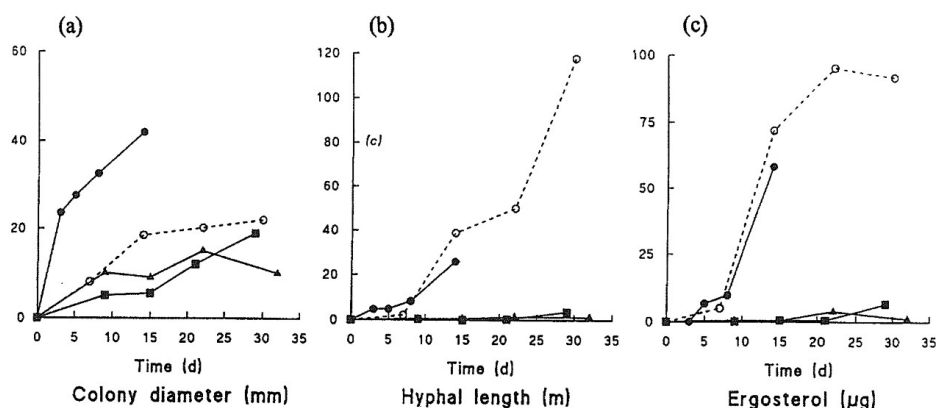 (a) (b) (c)
60 120 100
100
40 80 75
(c)
60 50
20 40
20 25
0 0 0
0 5 10 15 20 25 30 35 0 5 10 15 20 25 30 35 0 5 10 15 20 25 30 35
Time (d) Time (d) Time (d)
Colony diameter (mm) Hyphal length (m) Ergosterol (µg)